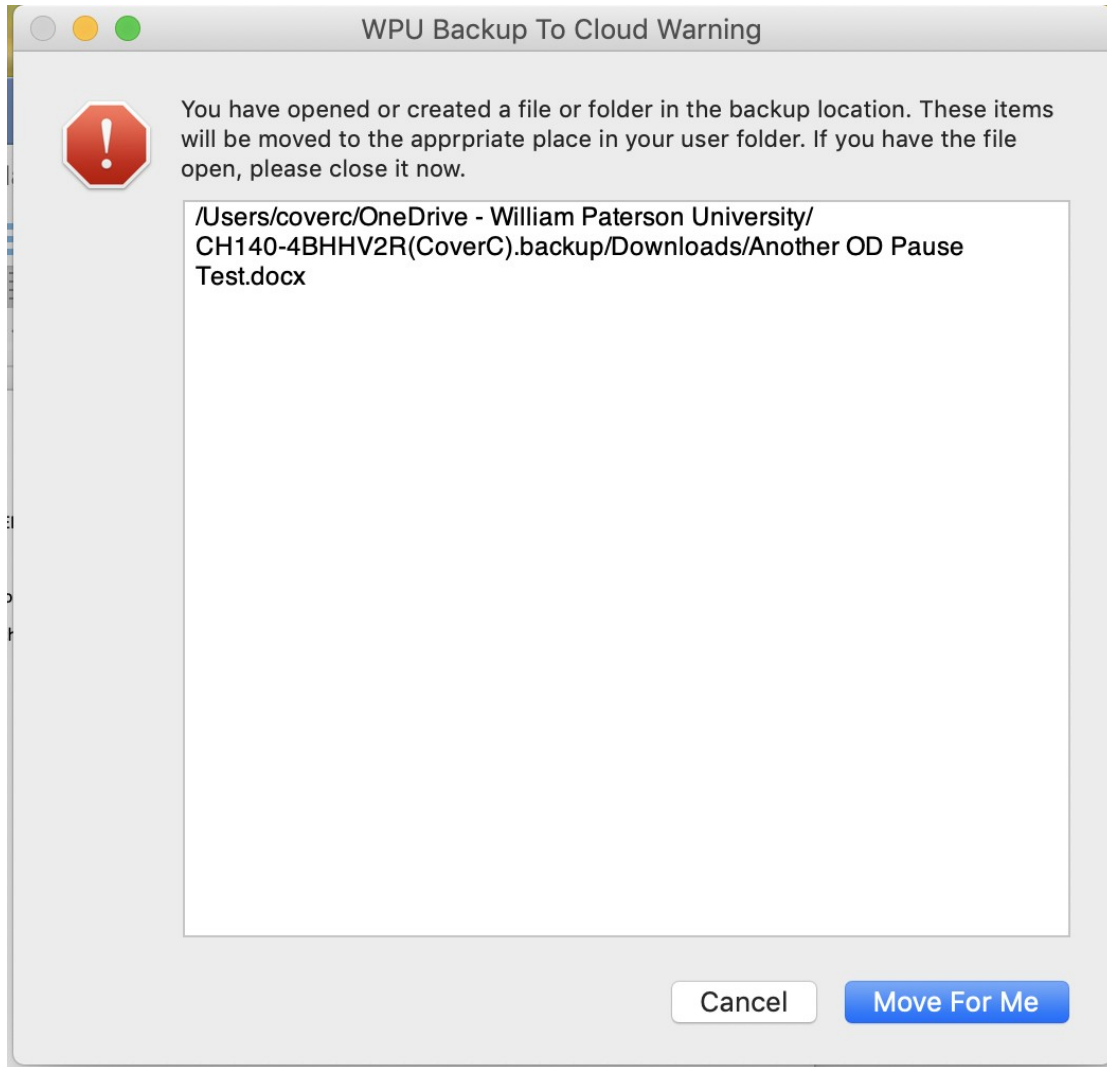 WPU Backup To Cloud Warning
You have opened or created a file or folder in the backup location. These items
will be moved to the apprpriate place in your user folder. If you have the file
open, please close it now.
/Users/coverc/OneDrive - William Paterson University/
CH140-4BHHV2R(CoverC).backup/Downloads/Another OD Pause
Test.docx
Cancel
Move For Me